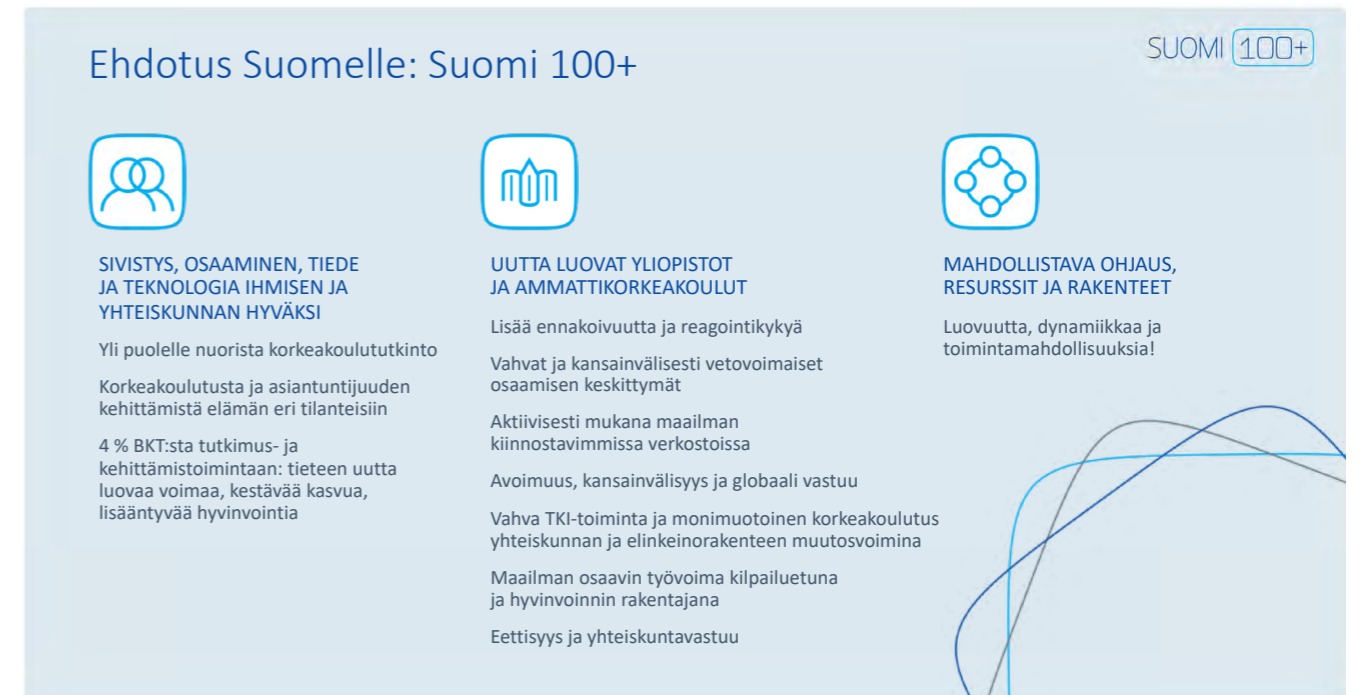 Ehdotus Suomelle: Suomi 100+
SUOMI 100+
SIVISTYS, OSAAMINEN, TIEDE
JA TEKNOLOGIA IHMISEN JA
YHTEISKUNNAN HYVÄKSI
Yli puolelle nuorista korkeakoulututkinto
Korkeakoulutusta ja asiantuntijuuden
kehittämistä elämän eri tilanteisiin
4 % BKT:sta tutkimus- ja
kehittämistoimintaan: tieteen uutta
luovaa voimaa, kestävää kasvua,
lisääntyvää hyvinvointia
UUTTA LUOVAT YLIOPISTOT
JA AMMATTIKORKEAKOULUT
Lisää ennakoivuutta ja reagointikykyä
Vahvat ja kansainvälisesti vetovoimaiset
osaamisen keskittymät
Aktiivisesti mukana maailman
kiinnostavimmissa verkostoissa
Avoimuus, kansainvälisyys ja globaali vastuu
Vahva TKI-toiminta ja monimuotoinen korkeakoulutus
yhteiskunnan ja elinkeinorakenteen muutosvoimina
Maailman osaavin työvoima kilpailuetuna
ja hyvinvoinnin rakentajana
Eettisyys ja yhteiskuntavastuu
MAHDOLLISTAVA OHJAUS,
RESURSSIT JA RAKENTEET
Luovuutta, dynamiikkaa ja
toimintamahdollisuuksia!